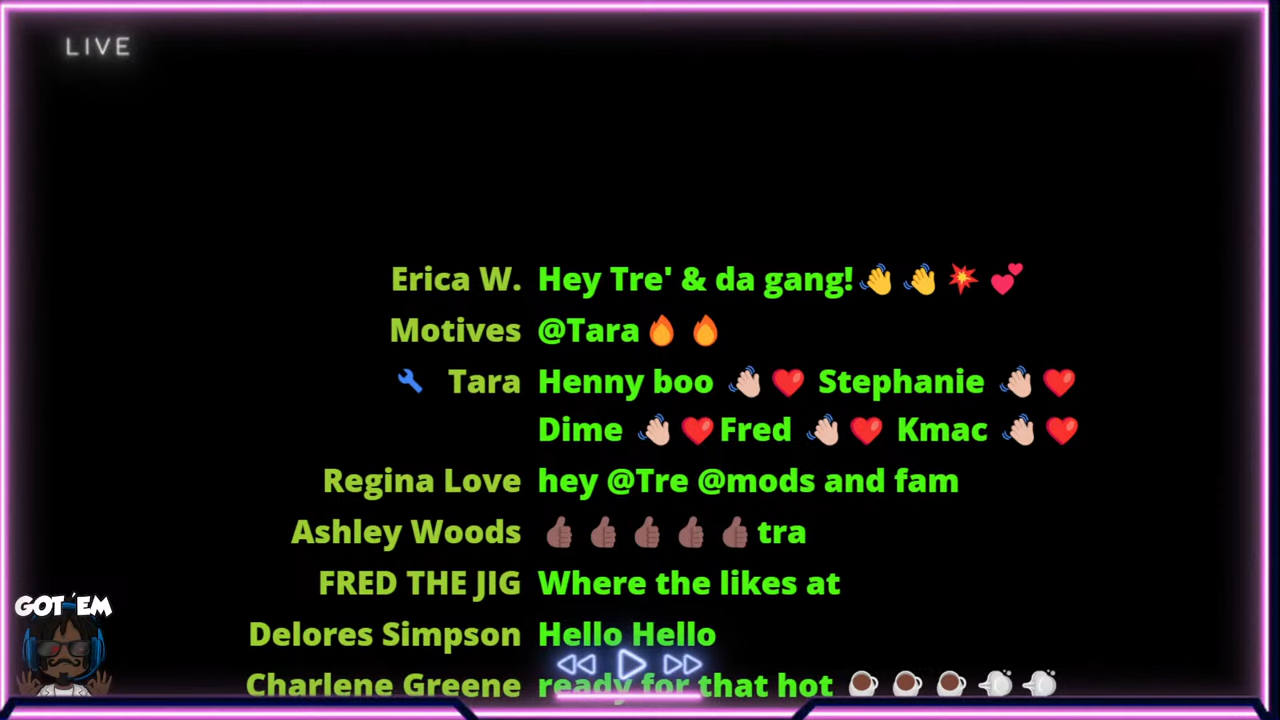 LIVE
Erica W. Hey Tre' & da gang!👋👋💥💕
Motives @Tara🔥🔥
Tara Henny boo 👋🏻❤️ Stephanie 👋🏻❤️
Dime 👋🏻❤️Fred 👋🏻❤️ Kmac 👋🏻❤️
Regina Love hey @Tre @mods and fam
Ashley Woods 👍🏾👍🏾👍🏾👍🏾👍🏾tra
FRED THE JIG Where the likes at
GOT 'EM
Delores Simpson Hello Hello
Charlene Greene ready for that hot ☕☕☕💨💨